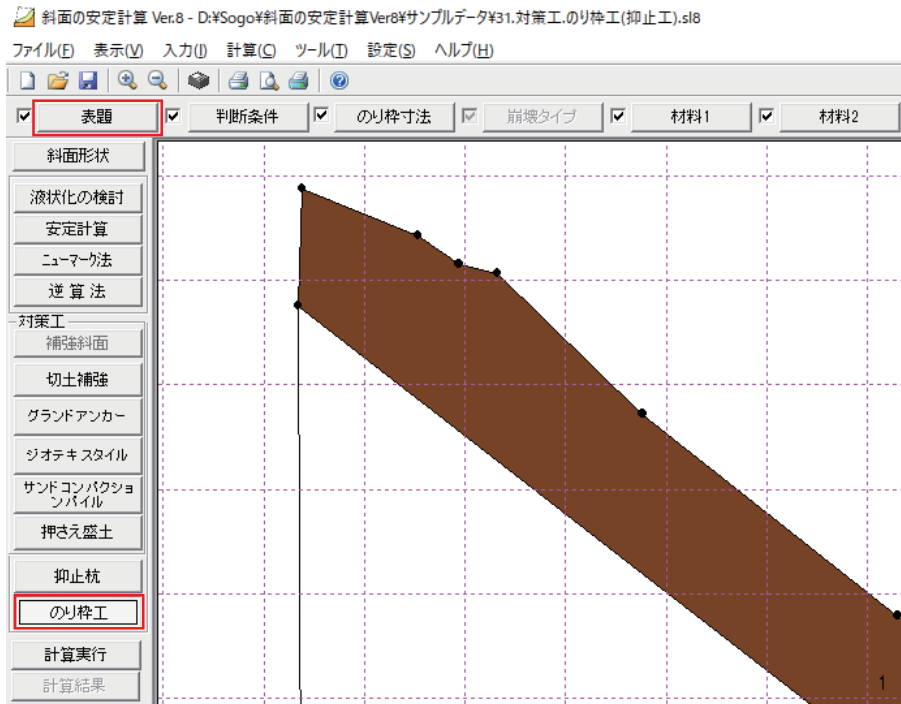 斜面の安定計算 Ver.8 - D:¥Sogo¥斜面の安定計算Ver8¥サンプルデータ¥31.対策工.のり枠工(抑止工).sl8
ファイル(F) 表示(V) 入力(I) 計算(C) ツール(T) 設定(S) ヘルプ(H)
表題 判断条件 のり枠寸法 崩壊タイプ 材料1 材料2
斜面形状
液状化の検討
安定計算
ニューマーク法
逆 算 法
対策工
補強斜面
切土補強
グランドアンカー
ジオテキスタイル
サンドコンパクショ
ンパイル
押さえ盛土
抑止杭
のり枠工
計算実行
計算結果
1